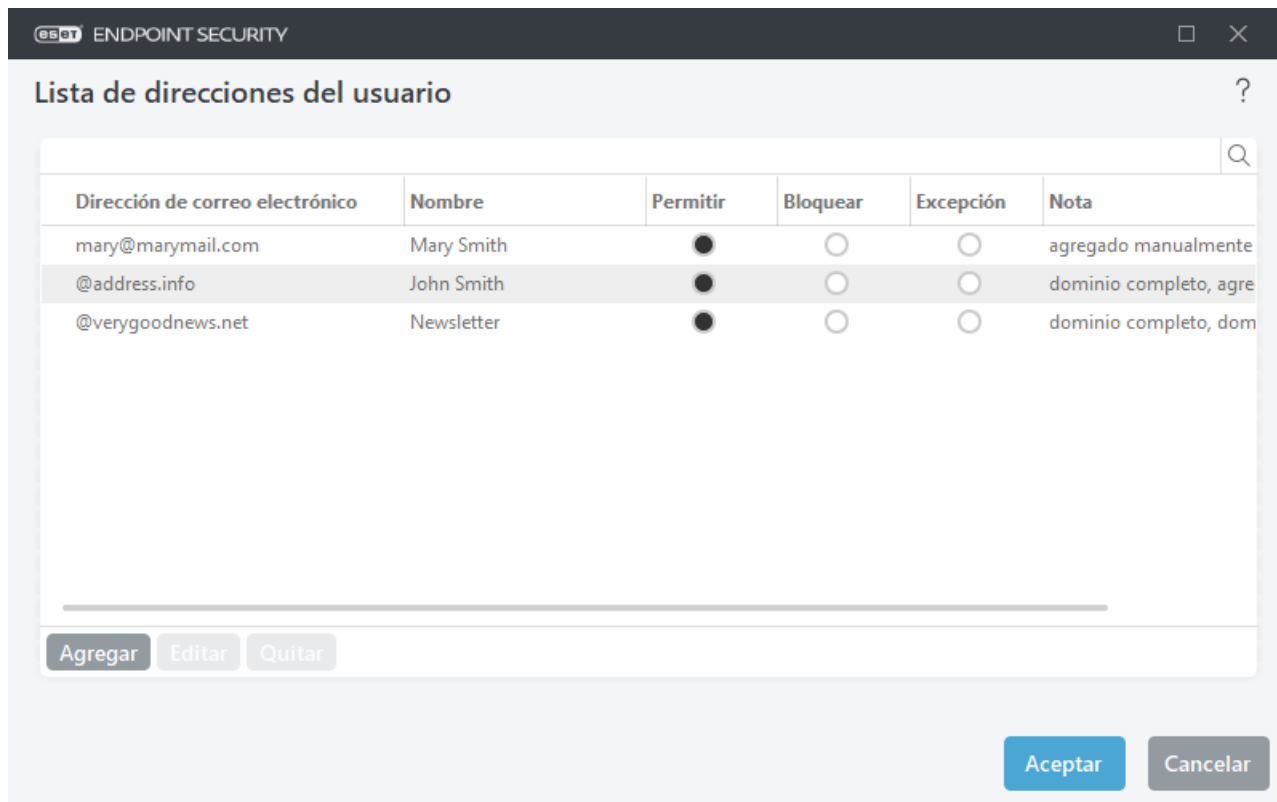 eset ENDPOINT SECURITY
Lista de direcciones del usuario ?
Dirección de correo electrónico Nombre Permitir Bloquear Excepción Nota
mary@marymail.com Mary Smith agregado manualmente
@address.info John Smith dominio completo, agre
@verygoodnews.net Newsletter dominio completo, dom
Agregar Editar Quitar
Aceptar Cancelar